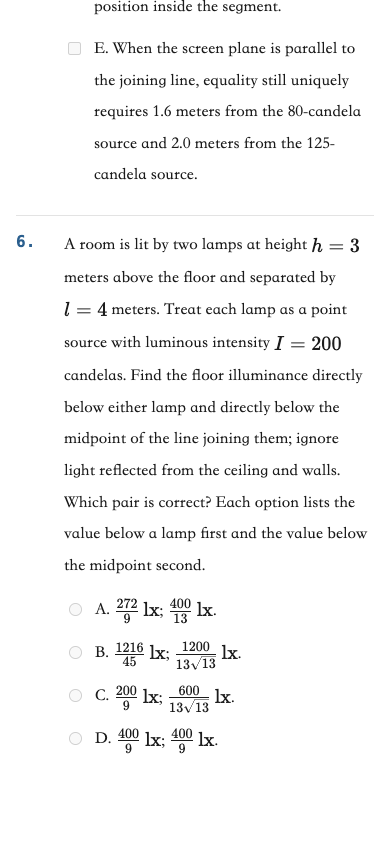 position inside the segment.
E. When the screen plane is parallel to
the joining line, equality still uniquely
requires 1.6 meters from the 80-candela
source and 2.0 meters from the 125-
candela source.
6. A room is lit by two lamps at height h = 3
meters above the floor and separated by
l = 4 meters. Treat each lamp as a point
source with luminous intensity I = 200
candelas. Find the floor illuminance directly
below either lamp and directly below the
midpoint of the line joining them; ignore
light reflected from the ceiling and walls.
Which pair is correct? Each option lists the
value below a lamp first and the value below
the midpoint second.
A. 272/9 lx; 400/13 lx.
B. 1216/45 lx; 1200/13√13 lx.
C. 200/9 lx; 600/13√13 lx.
D. 400/9 lx; 400/9 lx.